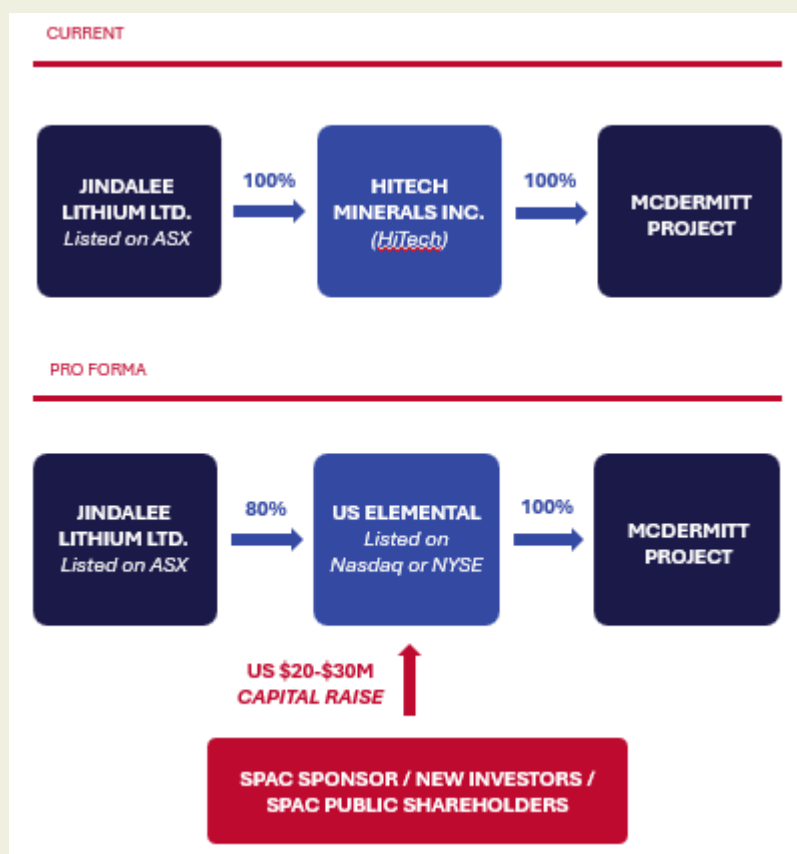 CURRENT
JINDALEE
LITHIUM LTD.
Listed on ASX
100%
HITECH
MINERALS INC.
(HiTech)
100%
MCDERMITT
PROJECT
PRO FORMA
JINDALEE
LITHIUM LTD.
Listed on ASX
80%
US ELEMENTAL
Listed on
Nasdaq or NYSE
100%
MCDERMITT
PROJECT
US $20-$30M
CAPITAL RAISE
SPAC SPONSOR / NEW INVESTORS /
SPAC PUBLIC SHAREHOLDERS